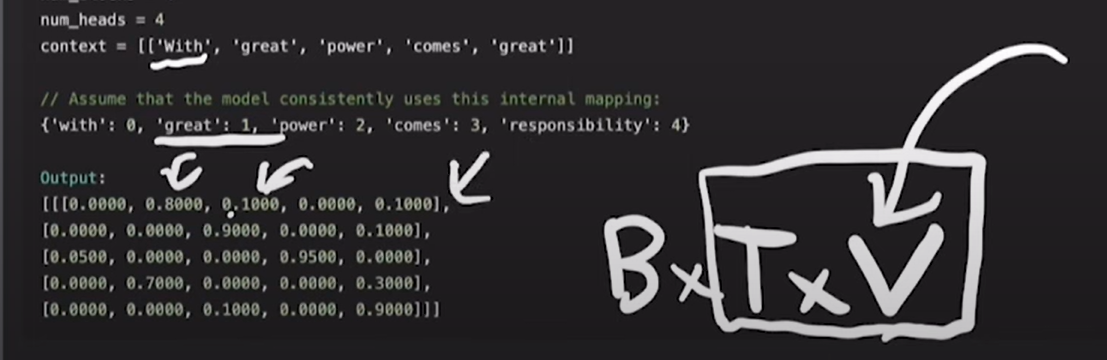 num_heads = 4
context = [['With', 'great', 'power', 'comes', 'great']]
// Assume that the model consistently uses this internal mapping:
{'with': 0, 'great': 1, 'power': 2, 'comes': 3, 'responsibility': 4}
Output:
[[[0.0000, 0.8000, 0.1000, 0.0000, 0.1000],
[0.0000, 0.0000, 0.9000, 0.0000, 0.1000],
[0.0500, 0.0000, 0.0000, 0.9500, 0.0000],
[0.0000, 0.7000, 0.0000, 0.0000, 0.3000],
[0.0000, 0.0000, 0.1000, 0.0000, 0.9000]]]
B x T x V